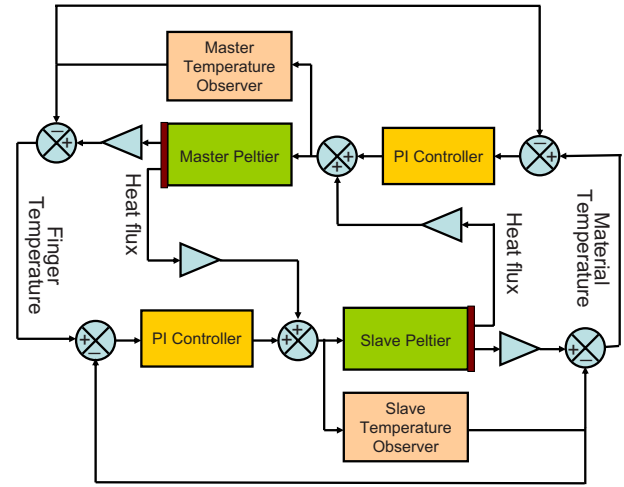 Master
Temperature
Observer
−
+
Master Peltier
+
+
PI Controller
−
+
Heat flux
Finger
Temperature
Heat flux
Material
Temperature
+
−
PI Controller
+
+
Slave Peltier
+
−
Slave
Temperature
Observer